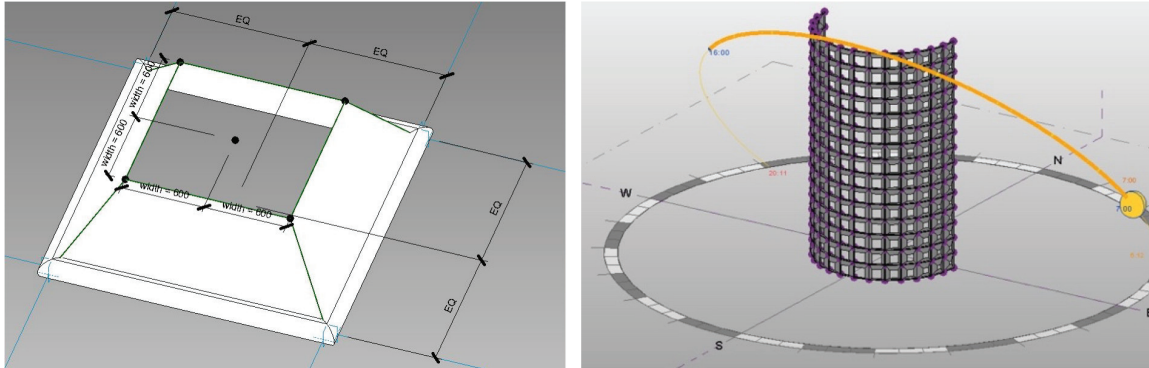 EQ
EQ
width = 600
width = 600
width = 600
width = 600
EQ
EQ
16:00
N
7:00
20:11
W
7:00
S